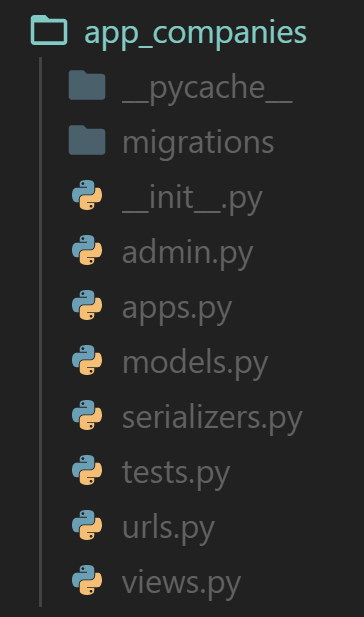 app_companies
__pycache__
migrations
__init__.py
admin.py
apps.py
models.py
serializers.py
tests.py
urls.py
views.py